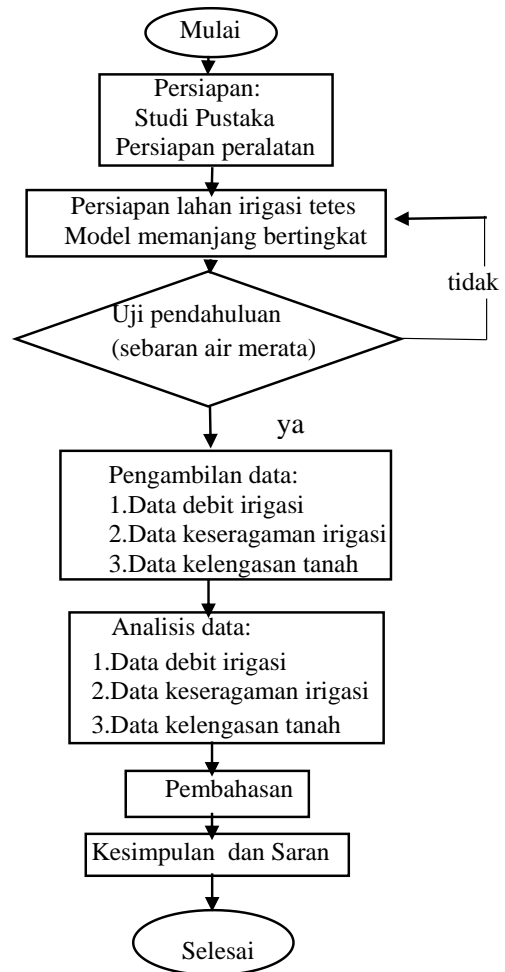 Mulai
Persiapan:
Studi Pustaka
Persiapan peralatan
Persiapan lahan irigasi tetes
Model memanjang bertingkat
tidak
Uji pendahuluan
(sebaran air merata)
ya
Pengambilan data:
1.Data debit irigasi
2.Data keseragaman irigasi
3.Data kelengasan tanah
Analisis data:
1.Data debit irigasi
2.Data keseragaman irigasi
3.Data kelengasan tanah
Pembahasan
Kesimpulan dan Saran
Selesai